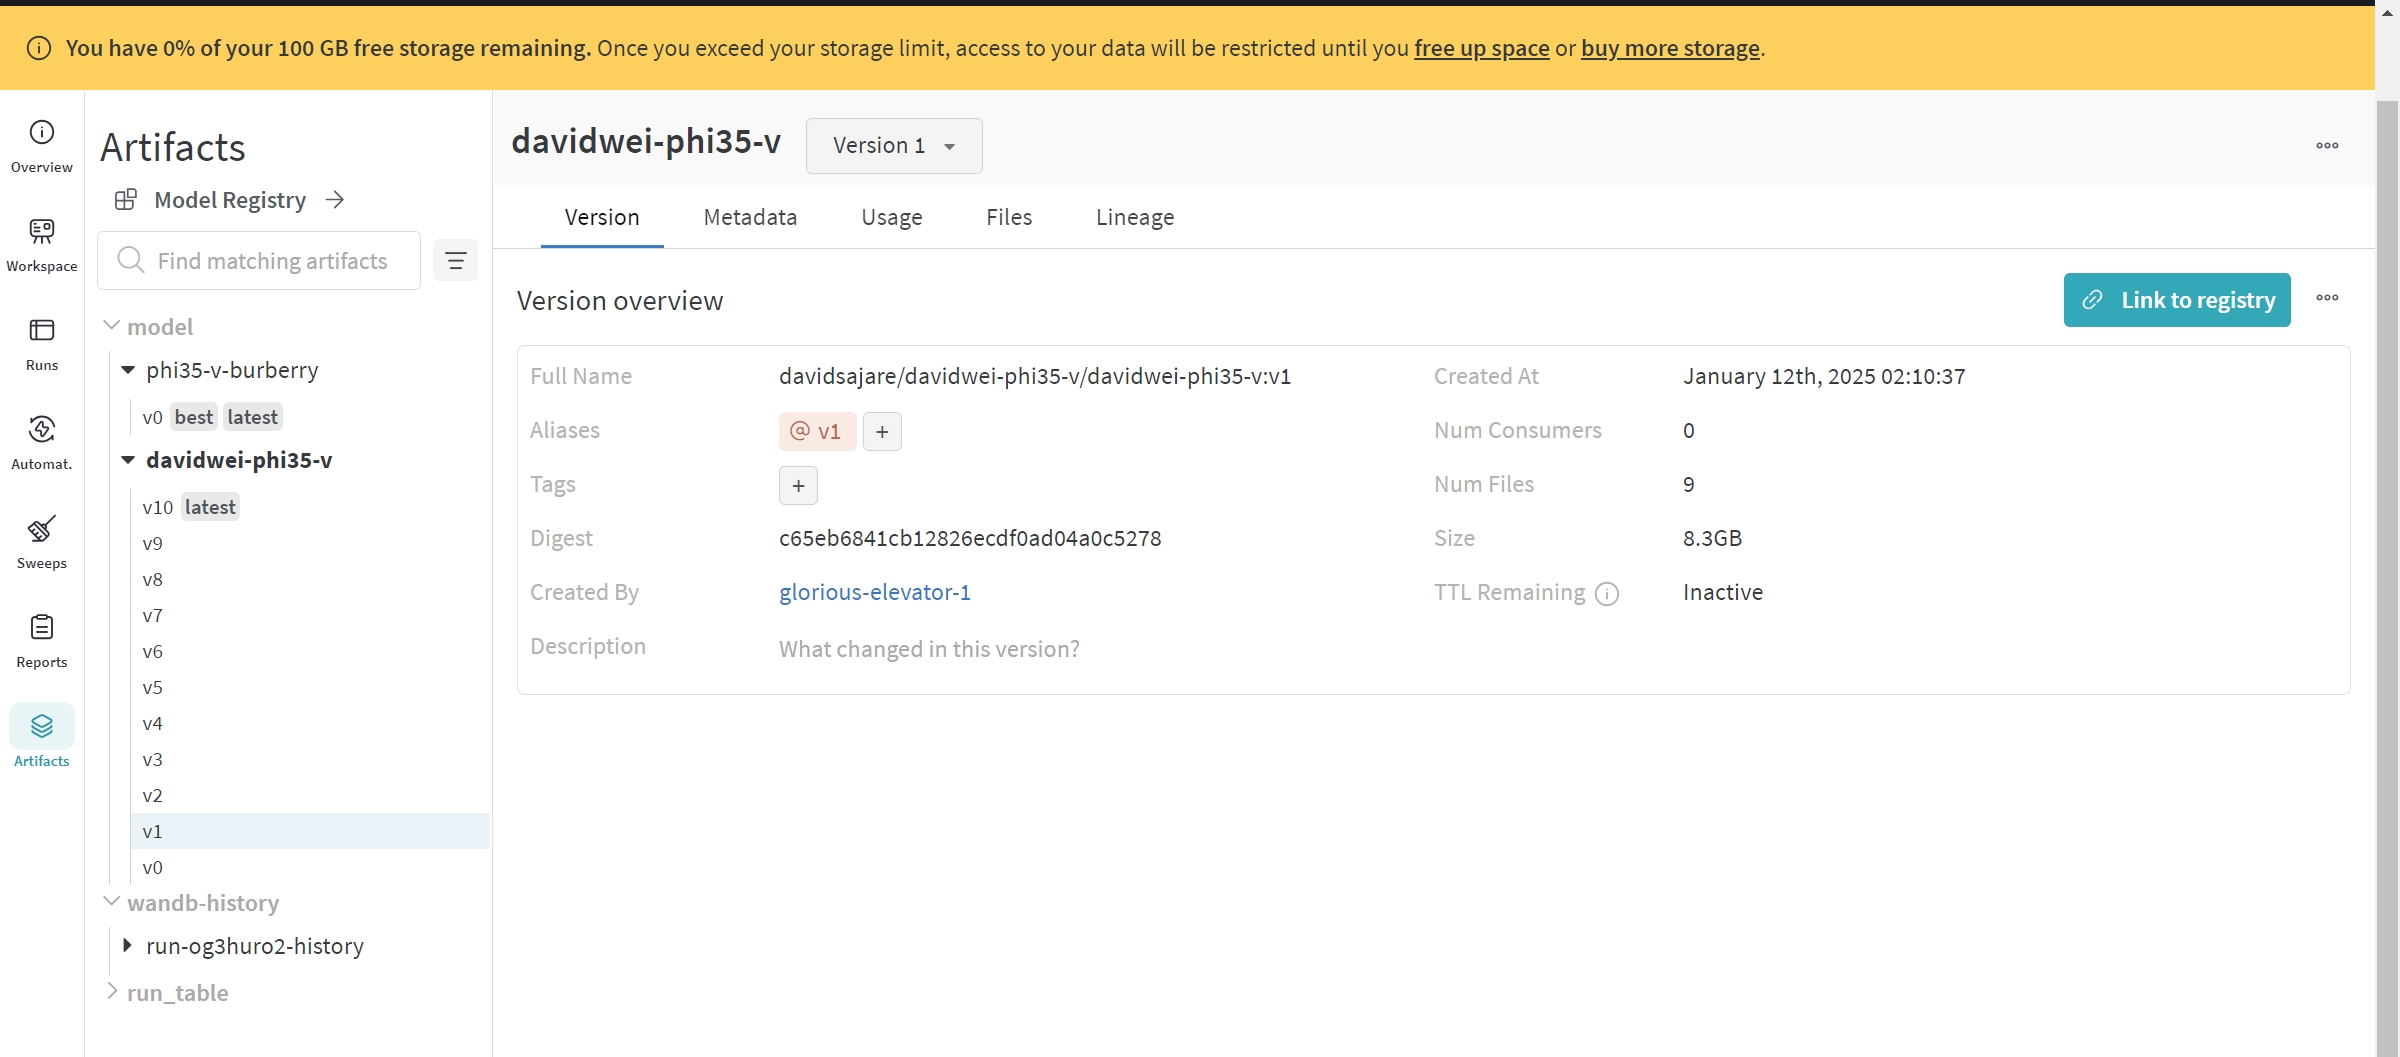 You have 0% of your 100 GB free storage remaining. Once you exceed your storage limit, access to your data will be restricted until you free up space or buy more storage.
Overview
Workspace
Runs
Automat.
Sweeps
Reports
Artifacts
Artifacts
Model Registry
Find matching artifacts
model
phi35-v-burberry
v0 best latest
davidwei-phi35-v
v10 latest
v9
v8
v7
v6
v5
v4
v3
v2
v1
v0
wandb-history
run-og3huro2-history
run_table
davidwei-phi35-v Version 1
Version Metadata Usage Files Lineage
Version overview Link to registry
Full Name davidsajare/davidwei-phi35-v/davidwei-phi35-v:v1 Created At January 12th, 2025 02:10:37
Aliases @ v1 + Num Consumers 0
Tags + Num Files 9
Digest c65eb6841cb12826ecdf0ad04a0c5278 Size 8.3GB
Created By glorious-elevator-1 TTL Remaining Inactive
Description What changed in this version?